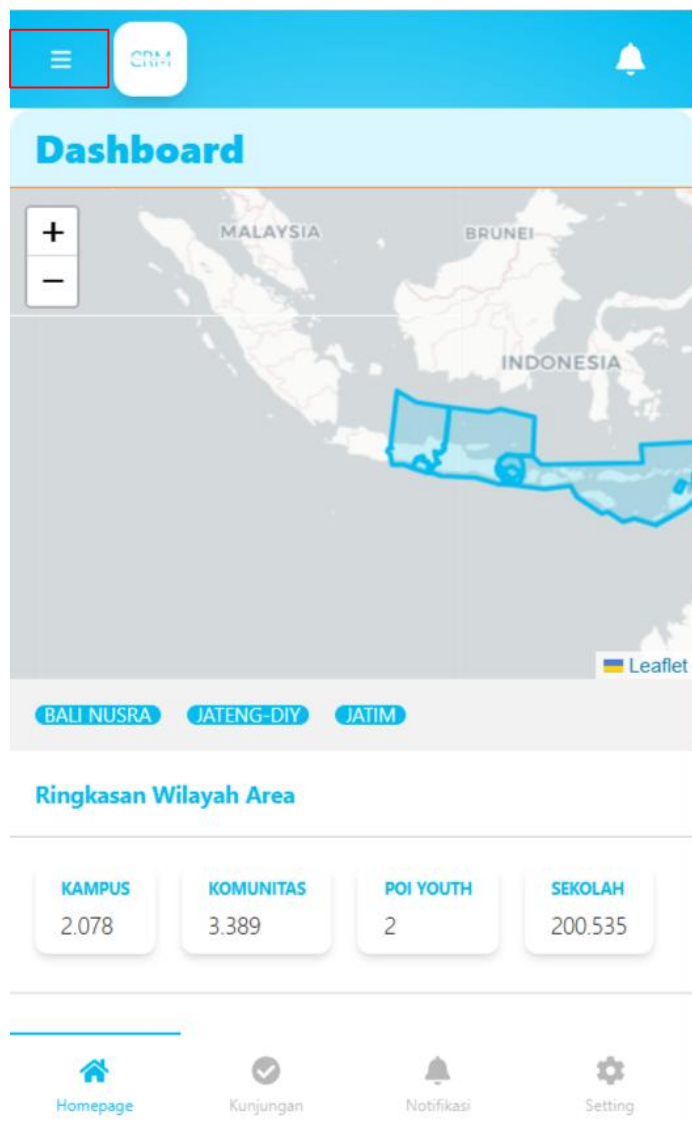 CRM
Dashboard
+
MALAYSIA
BRUNEI
−
INDONESIA
Leaflet
BALI NUSRA JATENG-DIY JATIM
Ringkasan Wilayah Area
KAMPUS KOMUNITAS POI YOUTH SEKOLAH
2.078 3.389 2 200.535
Homepage Kunjungan Notifikasi Setting